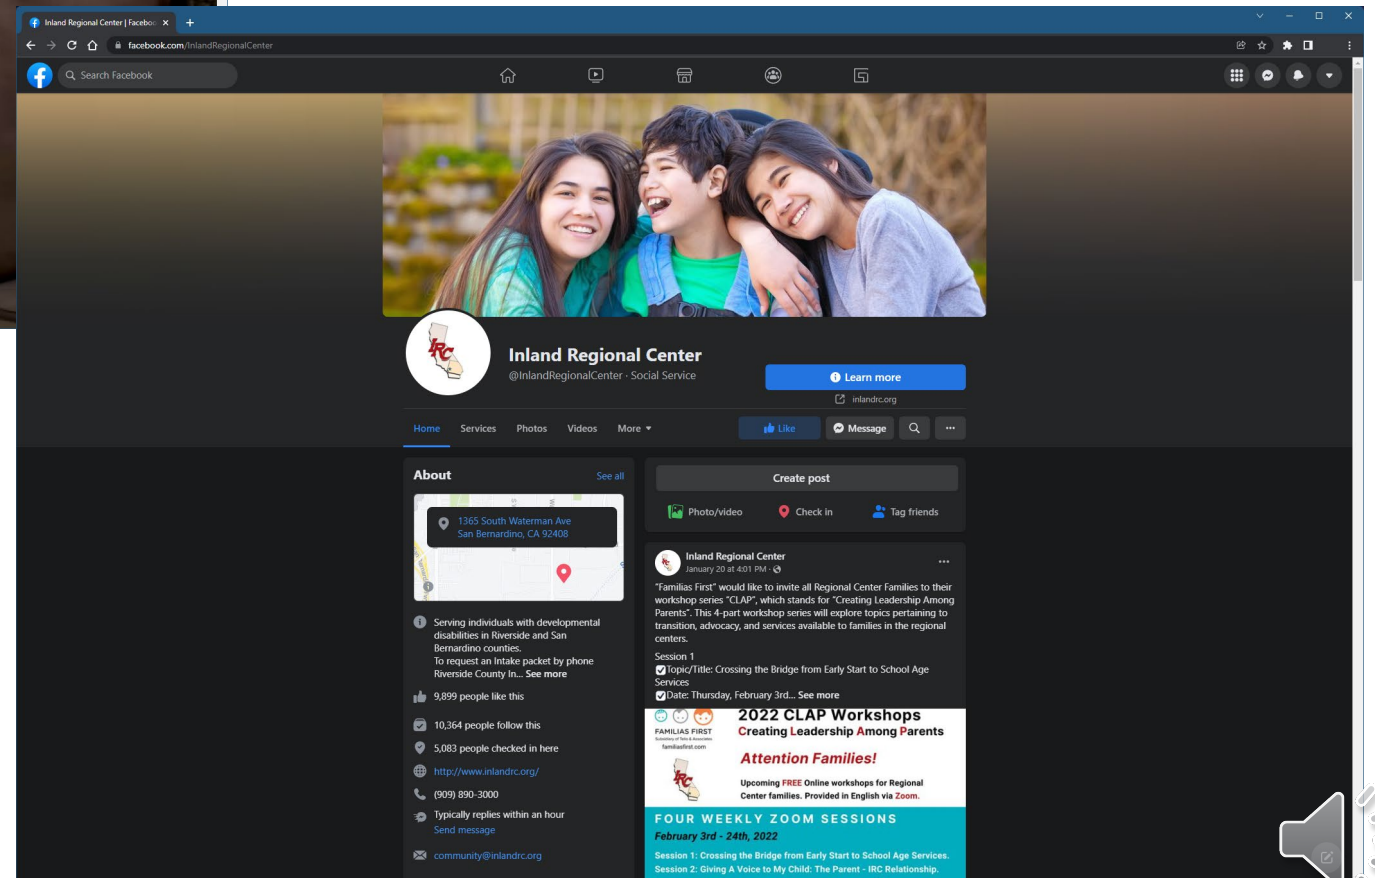 Inland Regional Center | Faceboo
facebook.com/InlandRegionalCenter
Search Facebook
IRC
Inland Regional Center
@InlandRegionalCenter · Social Service
Learn more
inlandrc.org
Home Services Photos Videos More
Like Message
About See all
1365 South Waterman Ave
San Bernardino, CA 92408
Serving individuals with developmental
disabilities in Riverside and San
Bernardino counties.
To request an Intake packet by phone
Riverside County In... See more
9,899 people like this
10,364 people follow this
5,083 people checked in here
http://www.inlandrc.org/
(909) 890-3000
Typically replies within an hour
Send message
community@inlandrc.org
Create post
Photo/video Check in Tag friends
Inland Regional Center
January 20 at 4:01 PM ·
"Familias First" would like to invite all Regional Center Families to their
workshop series "CLAP", which stands for "Creating Leadership Among
Parents". This 4-part workshop series will explore topics pertaining to
transition, advocacy, and services available to families in the regional
centers.
Session 1
Topic/Title: Crossing the Bridge from Early Start to School Age
Services
Date: Thursday, February 3rd... See more
FAMILIAS FIRST
familiasfirst.com
IRC
2022 CLAP Workshops
Creating Leadership Among Parents
Attention Families!
Upcoming FREE Online workshops for Regional
Center families. Provided in English via Zoom.
FOUR WEEKLY ZOOM SESSIONS
February 3rd - 24th, 2022
Session 1: Crossing the Bridge from Early Start to School Age Services.
Session 2: Giving A Voice to My Child: The Parent - IRC Relationship.